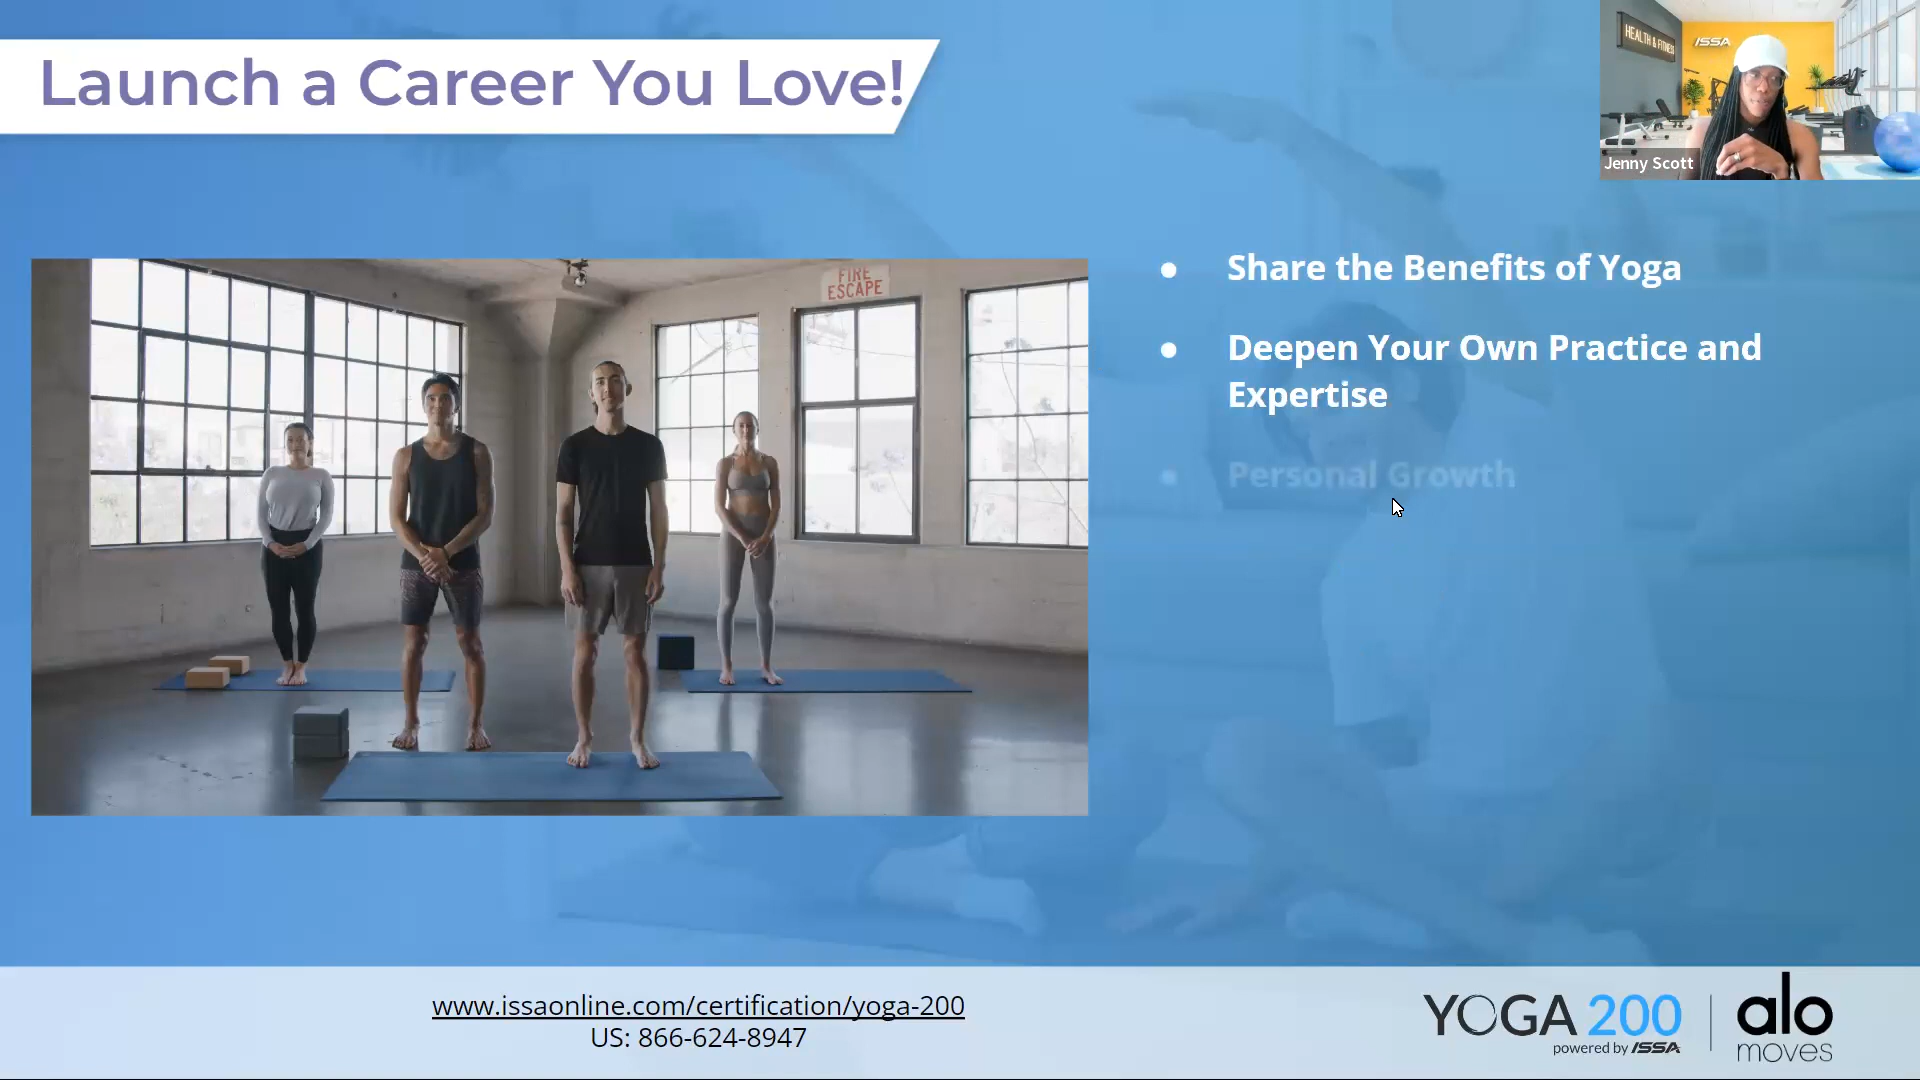 Launch a Career You Love!
HEALTH & FITNESS
ISSA
Jenny Scott
FIRE
ESCAPE
Share the Benefits of Yoga
Deepen Your Own Practice and
Expertise
Personal Growth
www.issaonline.com/certification/yoga-200
US: 866-624-8947
YOGA 200
powered by ISSA
alo
moves